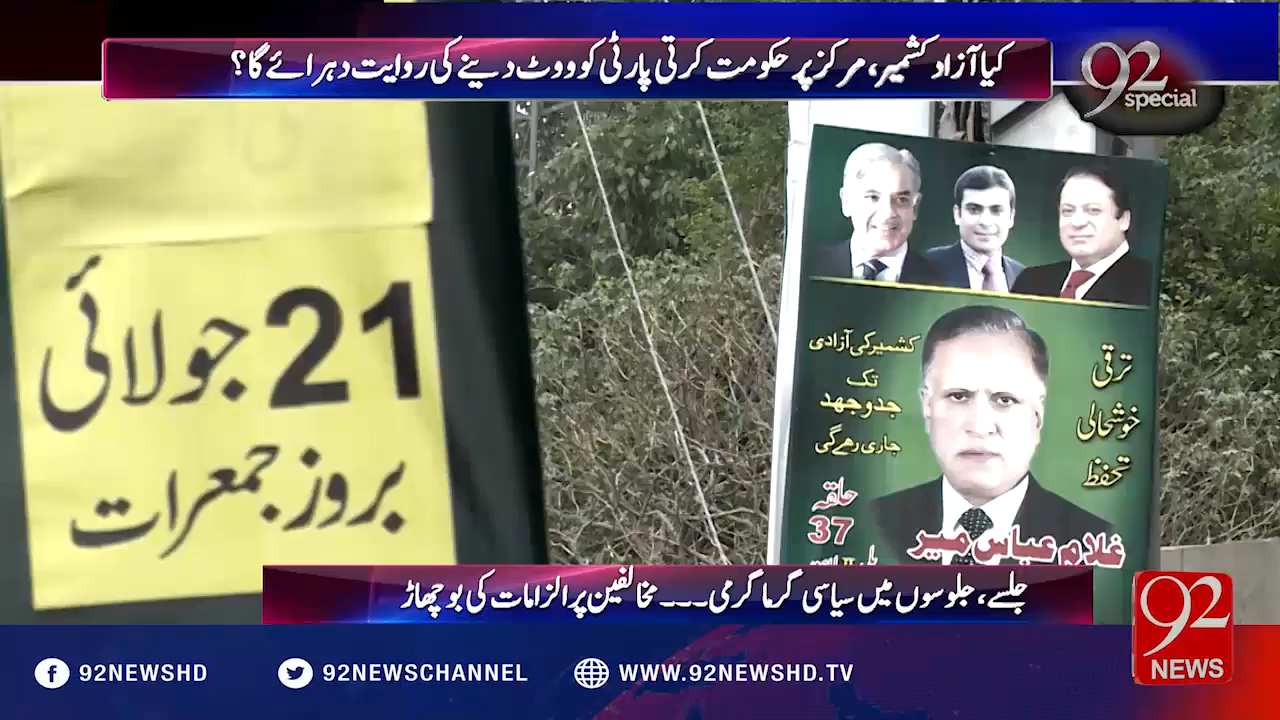 کیا آزاد کشمیر، مرکز پر حکومت کرتی پارٹی کو ووٹ دینے کی روایت دہرائے گا؟
92
special
21 جولائی
بروز جمعرات
کشمیر کی آزادی
تک
جدوجهد
جاری رهے گی
ترقی
خوشحالی
تحفظ
حلقہ
37
غلام عباس میر
جلسے، جلوسوں میں سیاسی گرما گرمی۔۔۔ مخالفین پر الزامات کی بوچھاڑ
92
NEWS
92NEWSHD
92NEWSCHANNEL
WWW.92NEWSHD.TV